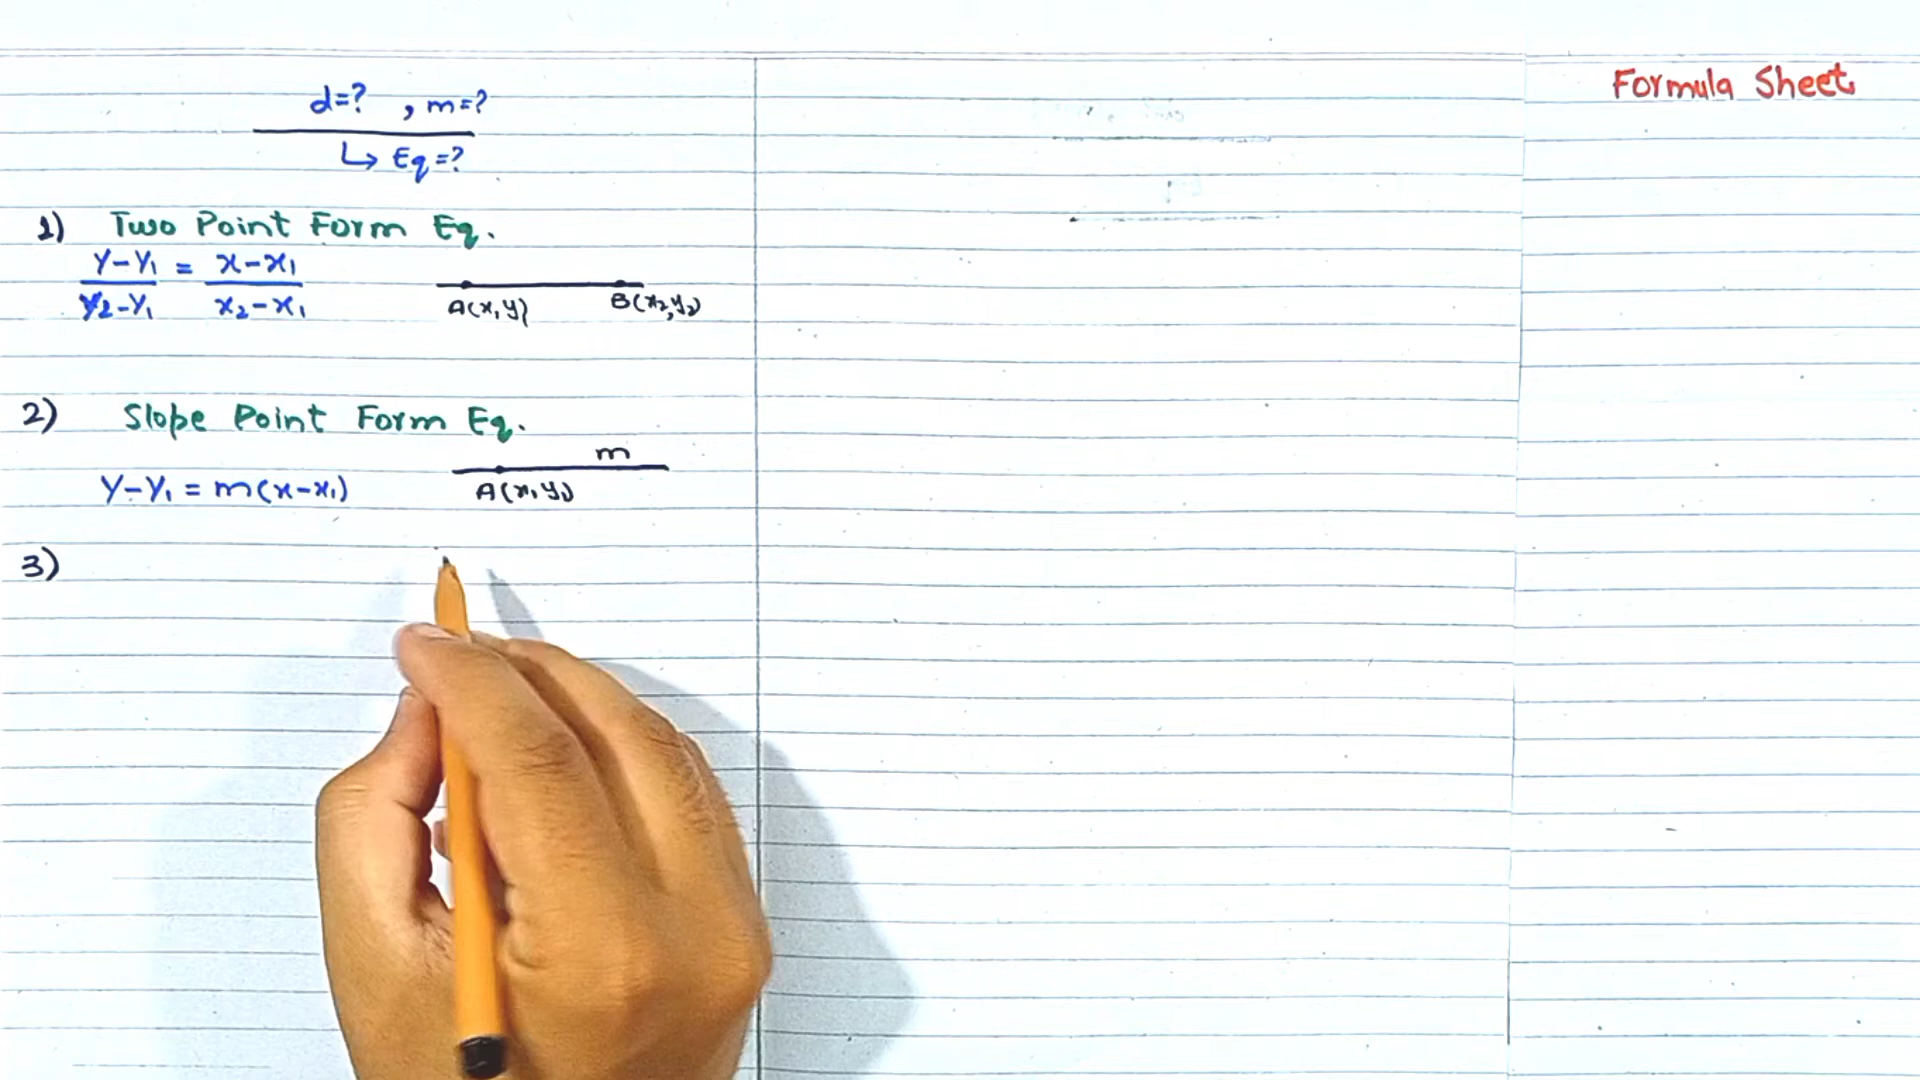 d=? , m=?
↳ Eq=?
1) Two Point Form Eq.
y-y₁ = x-x₁
y₂-y₁ x₂-x₁
A(x,y) B(x₂,y₂)
2) Slope Point Form Eq.
m
y-y₁ = m(x-x₁)
A(x₁y₁)
3)
Formula Sheet